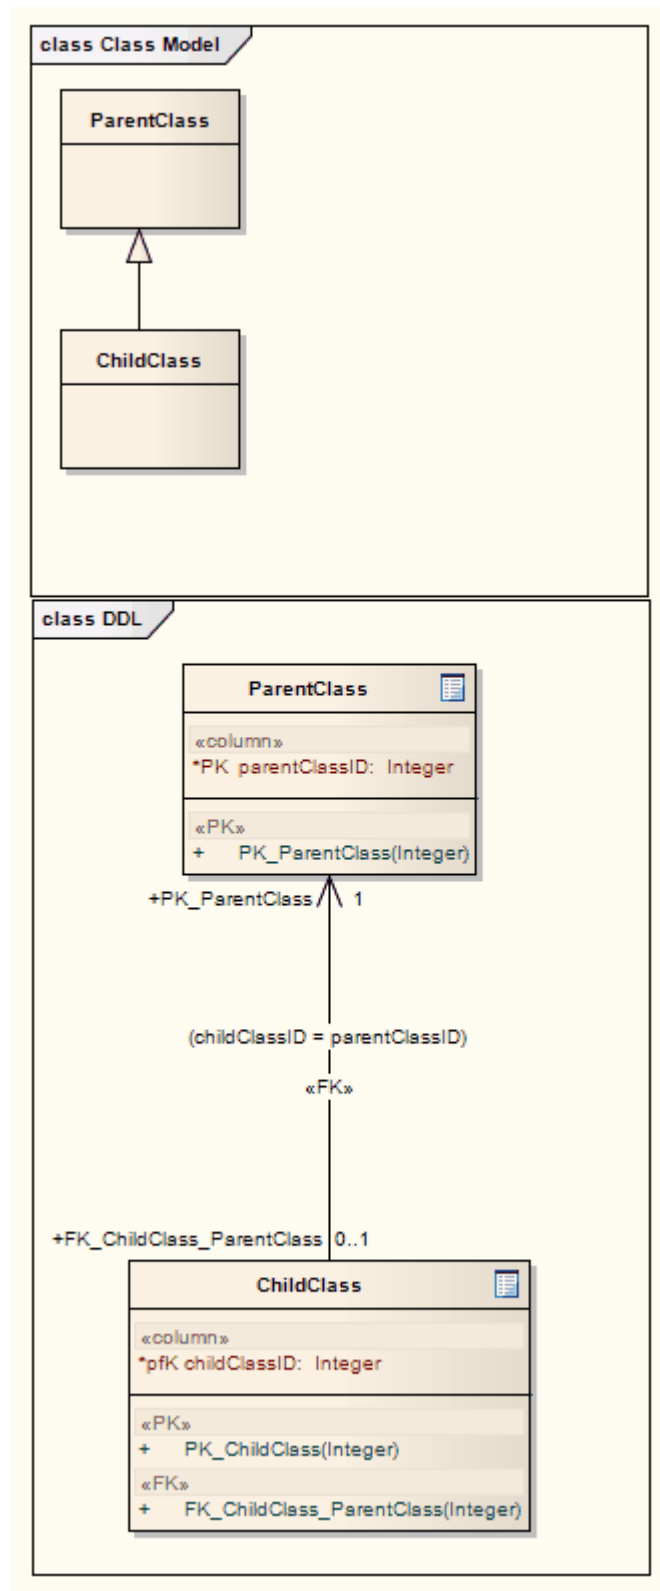 class Class Model
ParentClass
ChildClass
class DDL
ParentClass
«column»
*PK parentClassID: Integer
«PK»
+ PK_ParentClass(Integer)
+PK_ParentClass 1
(childClassID = parentClassID)
«FK»
+FK_ChildClass_ParentClass 0..1
ChildClass
«column»
*pfK childClassID: Integer
«PK»
+ PK_ChildClass(Integer)
«FK»
+ FK_ChildClass_ParentClass(Integer)